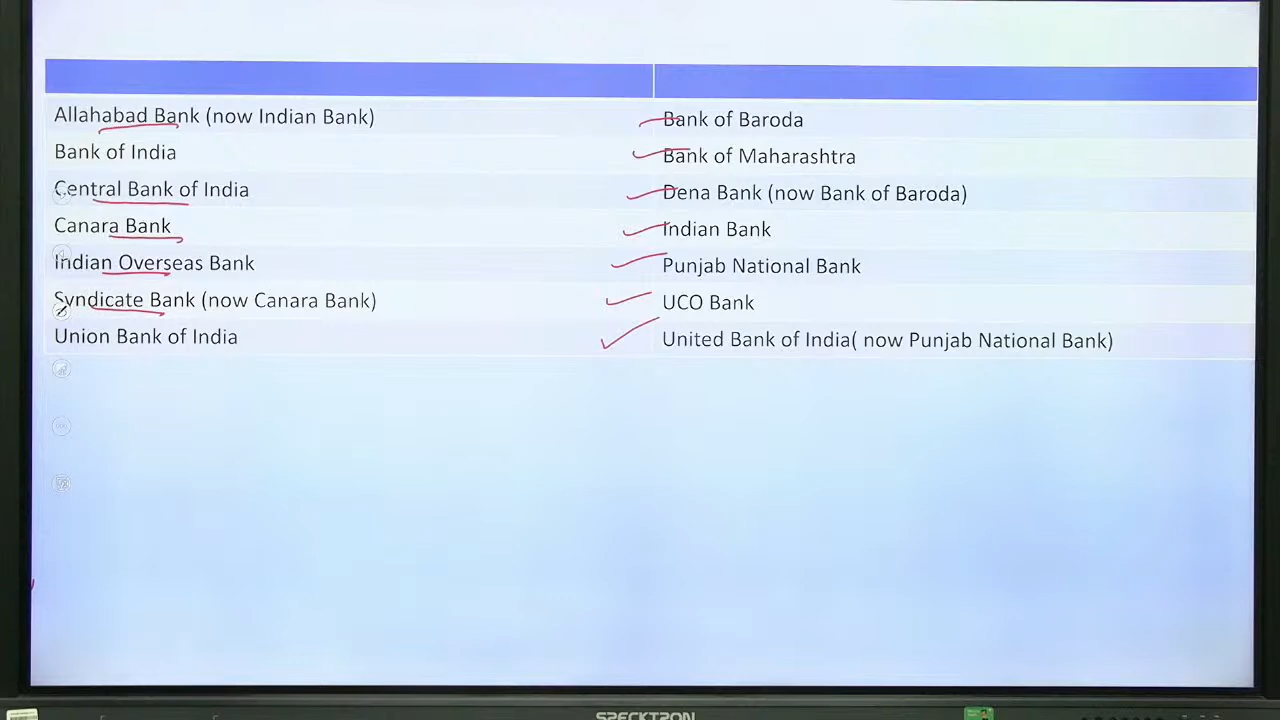 Allahabad Bank (now Indian Bank)
Bank of Baroda
Bank of India
Bank of Maharashtra
Central Bank of India
Dena Bank (now Bank of Baroda)
Canara Bank
Indian Bank
Indian Overseas Bank
Punjab National Bank
Syndicate Bank (now Canara Bank)
UCO Bank
Union Bank of India
United Bank of India( now Punjab National Bank)
SPECKTRON